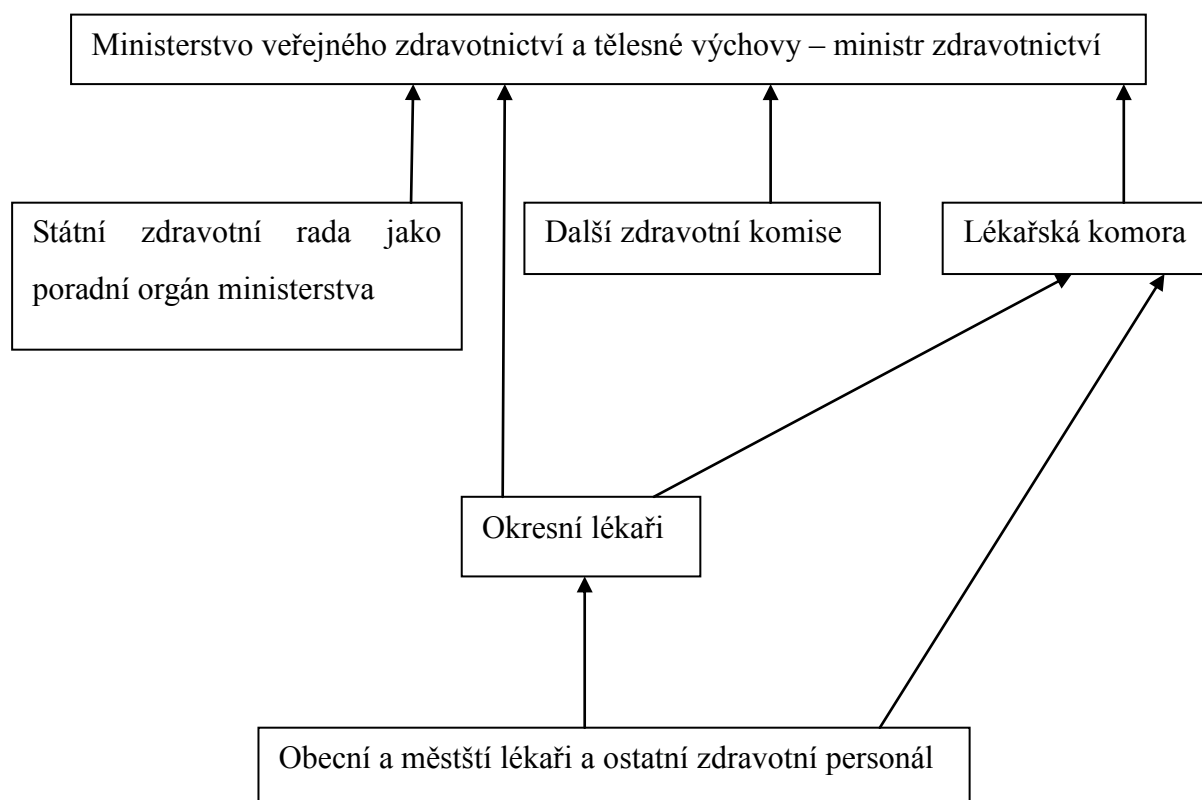 Ministerstvo veřejného zdravotnictví a tělesné výchovy – ministr zdravotnictví
Státní zdravotní rada jako
poradní orgán ministerstva
Další zdravotní komise
Lékařská komora
Okresní lékaři
Obecní a městští lékaři a ostatní zdravotní personál